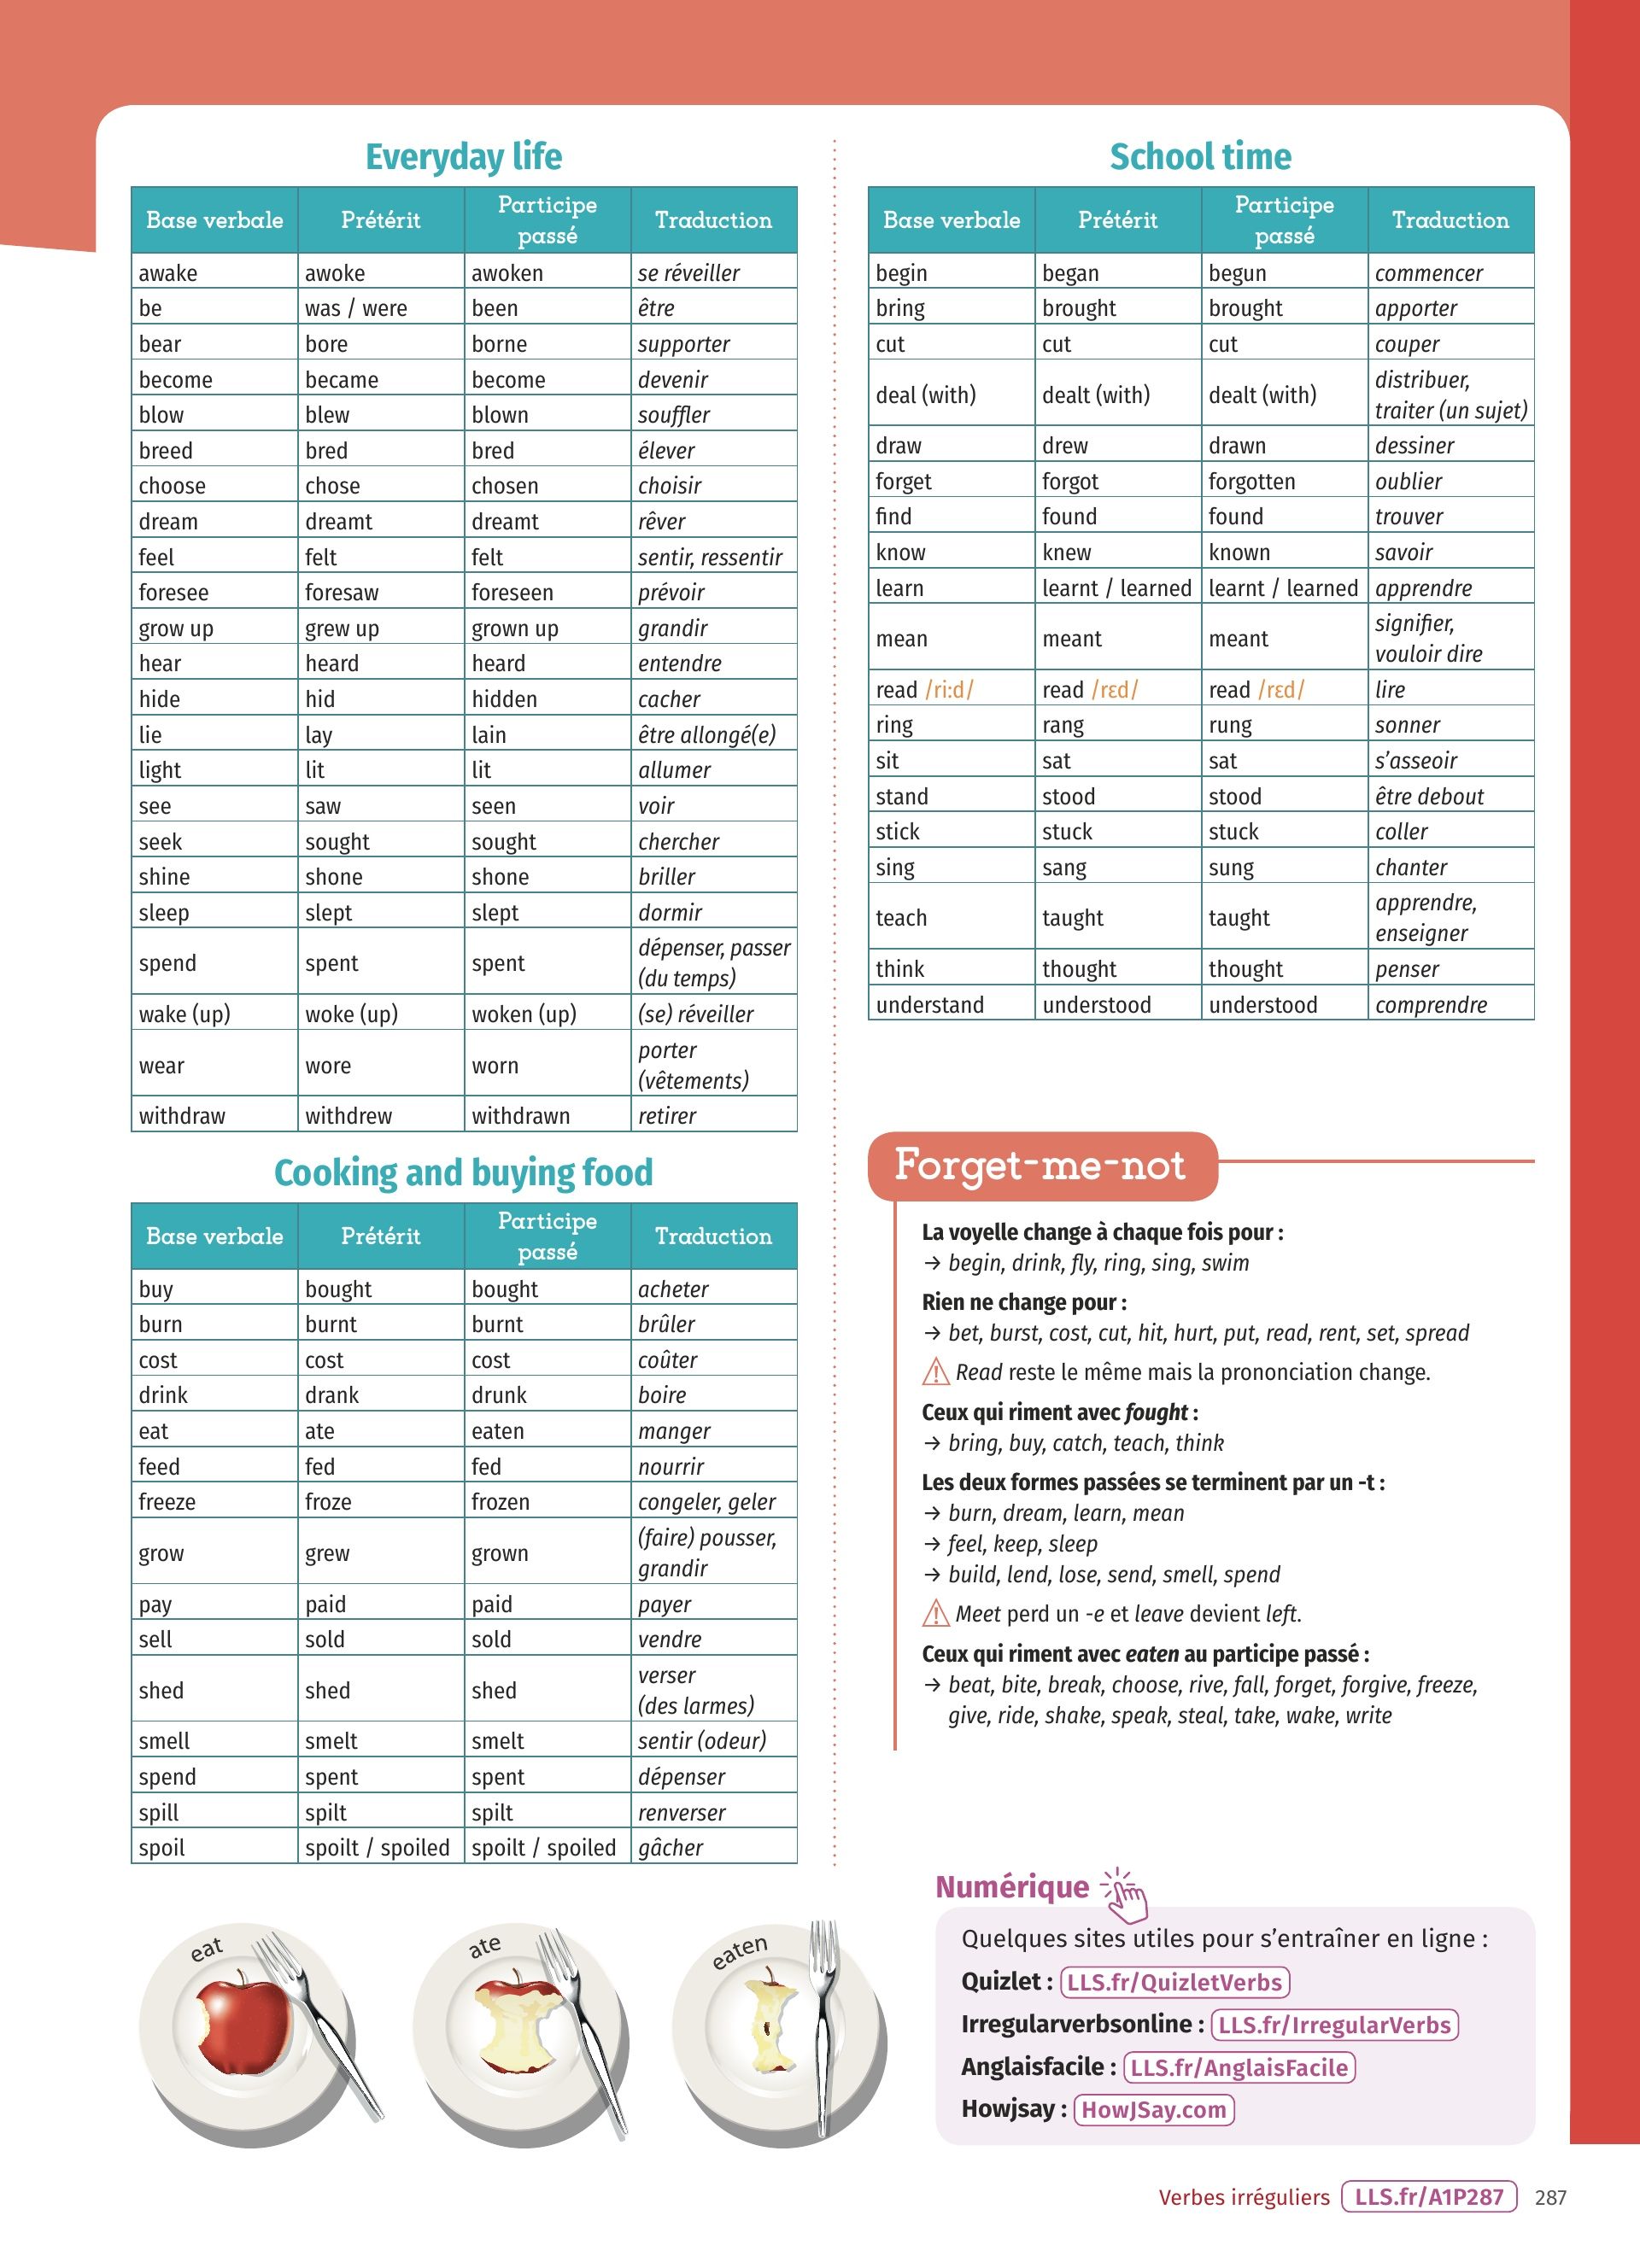 Everyday life
Base verbale Prétérit Participe passé Traduction
awake awoke awoken se réveiller
be was / were been être
bear bore borne supporter
become became become devenir
blow blew blown souffler
breed bred bred élever
choose chose chosen choisir
dream dreamt dreamt rêver
feel felt felt sentir, ressentir
foresee foresaw foreseen prévoir
grow up grew up grown up grandir
hear heard heard entendre
hide hid hidden cacher
lie lay lain être allongé(e)
light lit lit allumer
see saw seen voir
seek sought sought chercher
shine shone shone briller
sleep slept slept dormir
spend spent spent dépenser, passer (du temps)
wake (up) woke (up) woken (up) (se) réveiller
wear wore worn porter (vêtements)
withdraw withdrew withdrawn retirer
Cooking and buying food
Base verbale Prétérit Participe passé Traduction
buy bought bought acheter
burn burnt burnt brûler
cost cost cost coûter
drink drank drunk boire
eat ate eaten manger
feed fed fed nourrir
freeze froze frozen congeler, geler
grow grew grown (faire) pousser, grandir
pay paid paid payer
sell sold sold vendre
shed shed shed verser (des larmes)
smell smelt smelt sentir (odeur)
spend spent spent dépenser
spill spilt spilt renverser
spoil spoilt / spoiled spoilt / spoiled gâcher
eat
ate
eaten
School time
Base verbale Prétérit Participe passé Traduction
begin began begun commencer
bring brought brought apporter
cut cut cut couper
deal (with) dealt (with) dealt (with) distribuer, traiter (un sujet)
draw drew drawn dessiner
forget forgot forgotten oublier
find found found trouver
know knew known savoir
learn learnt / learned learnt / learned apprendre
mean meant meant signifier, vouloir dire
read /ri:d/ read /rɛd/ read /rɛd/ lire
ring rang rung sonner
sit sat sat s’asseoir
stand stood stood être debout
stick stuck stuck coller
sing sang sung chanter
teach taught taught apprendre, enseigner
think thought thought penser
understand understood understood comprendre
Forget-me-not
La voyelle change à chaque fois pour :
→ begin, drink, fly, ring, sing, swim
Rien ne change pour :
→ bet, burst, cost, cut, hit, hurt, put, read, rent, set, spread
⚠ Read reste le même mais la prononciation change.
Ceux qui riment avec fought :
→ bring, buy, catch, teach, think
Les deux formes passées se terminent par un -t :
→ burn, dream, learn, mean
→ feel, keep, sleep
→ build, lend, lose, send, smell, spend
⚠ Meet perd un -e et leave devient left.
Ceux qui riment avec eaten au participe passé :
→ beat, bite, break, choose, rive, fall, forget, forgive, freeze,
give, ride, shake, speak, steal, take, wake, write
Numérique
Quelques sites utiles pour s’entraîner en ligne :
Quizlet : LLS.fr/QuizletVerbs
Irregularverbsonline : LLS.fr/IrregularVerbs
Anglaisfacile : LLS.fr/AnglaisFacile
Howjsay : HowJSay.com
Verbes irréguliers LLS.fr/A1P287 287